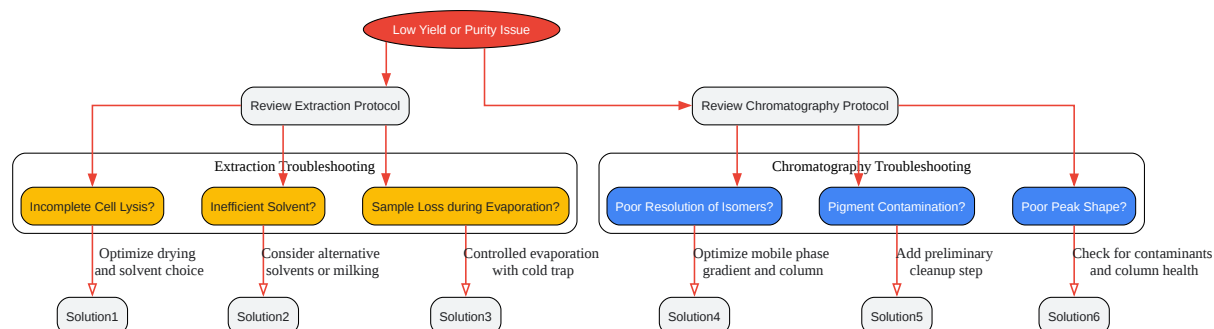 Low Yield or Purity Issue
Review Extraction Protocol
Review Chromatography Protocol
Extraction Troubleshooting
Chromatography Troubleshooting
Incomplete Cell Lysis?
Inefficient Solvent?
Sample Loss during Evaporation?
Poor Resolution of Isomers?
Pigment Contamination?
Poor Peak Shape?
Optimize drying
and solvent choice
Consider alternative
solvents or milking
Controlled evaporation
with cold trap
Optimize mobile phase
gradient and column
Add preliminary
cleanup step
Check for contaminants
and column health
Solution1
Solution2
Solution3
Solution4
Solution5
Solution6